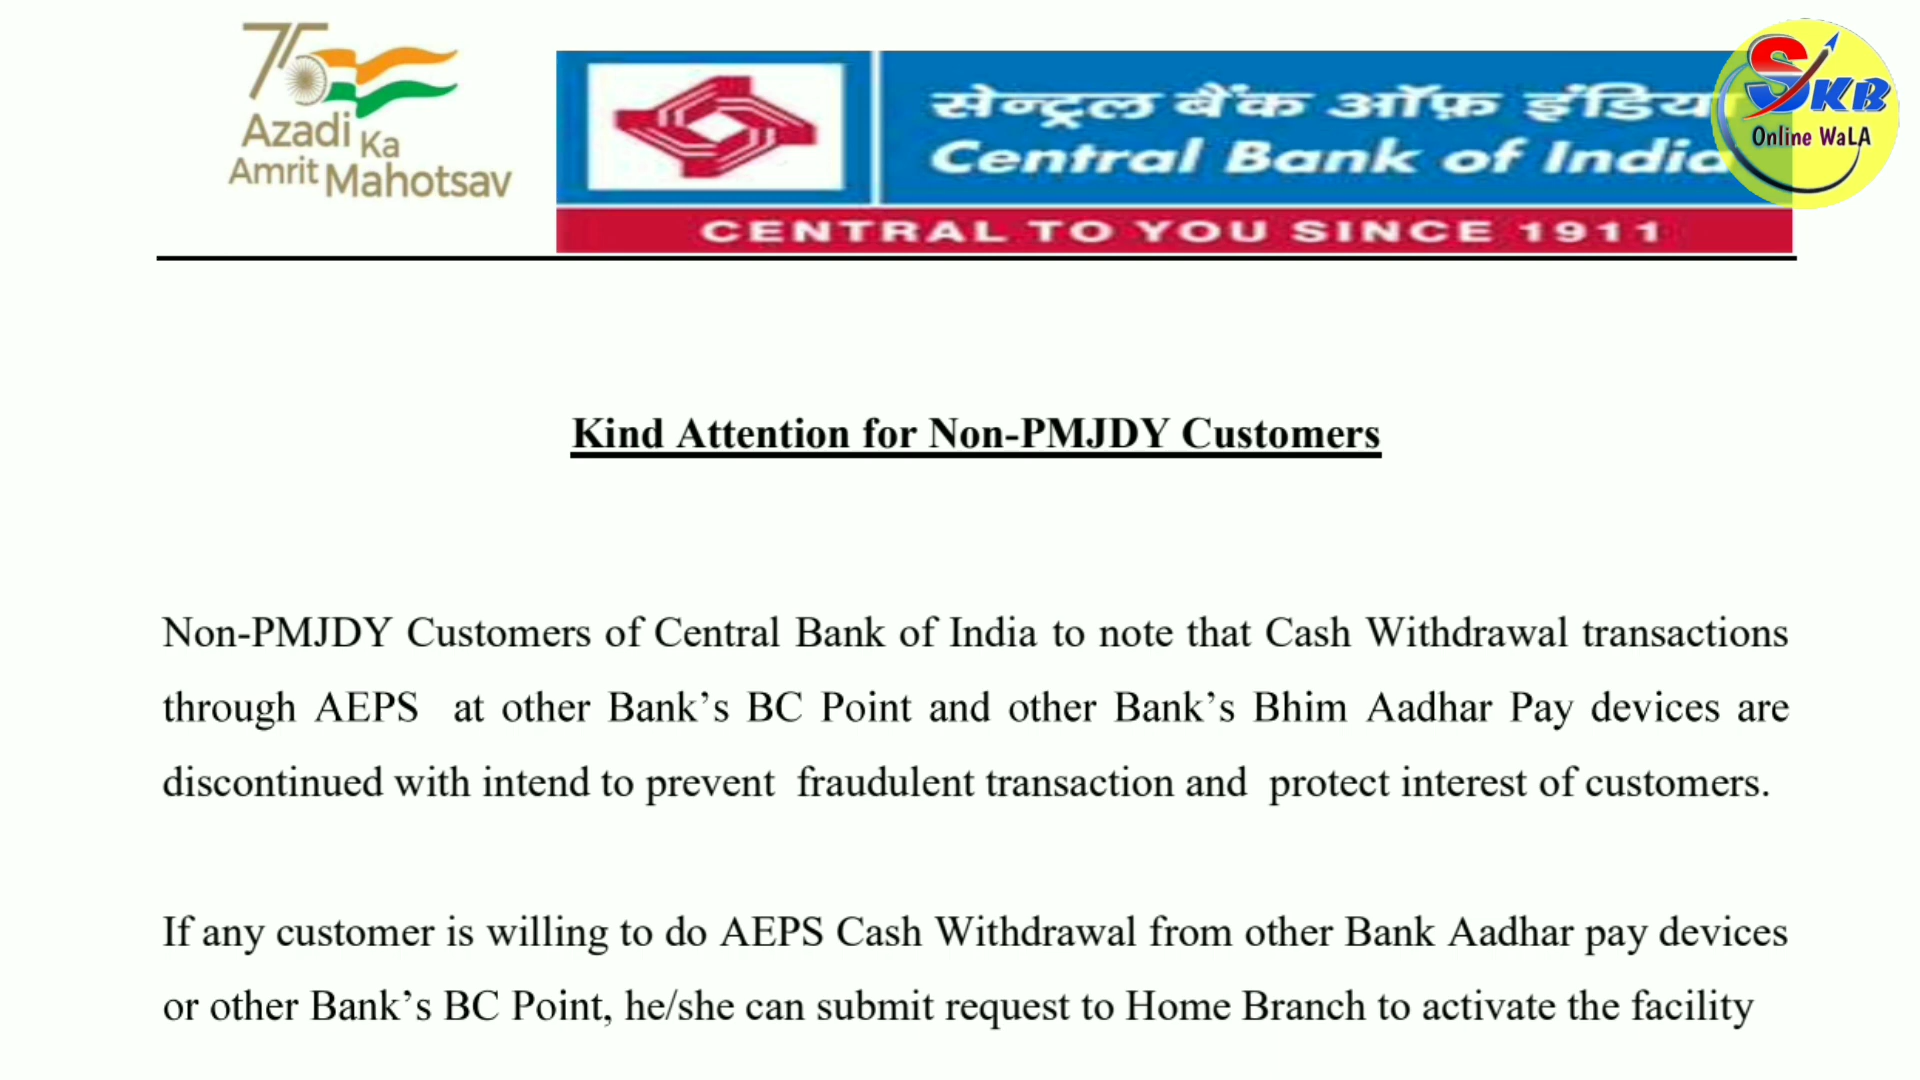 75
Azadi Ka
Amrit Mahotsav
सेन्ट्रल बैंक ऑफ़ इंडिया
Central Bank of India
CENTRAL TO YOU SINCE 1911
SKB
Online WaLA
Kind Attention for Non-PMJDY Customers
Non-PMJDY Customers of Central Bank of India to note that Cash Withdrawal transactions
through AEPS at other Bank’s BC Point and other Bank’s Bhim Aadhar Pay devices are
discontinued with intend to prevent fraudulent transaction and protect interest of customers.
If any customer is willing to do AEPS Cash Withdrawal from other Bank Aadhar pay devices
or other Bank’s BC Point, he/she can submit request to Home Branch to activate the facility